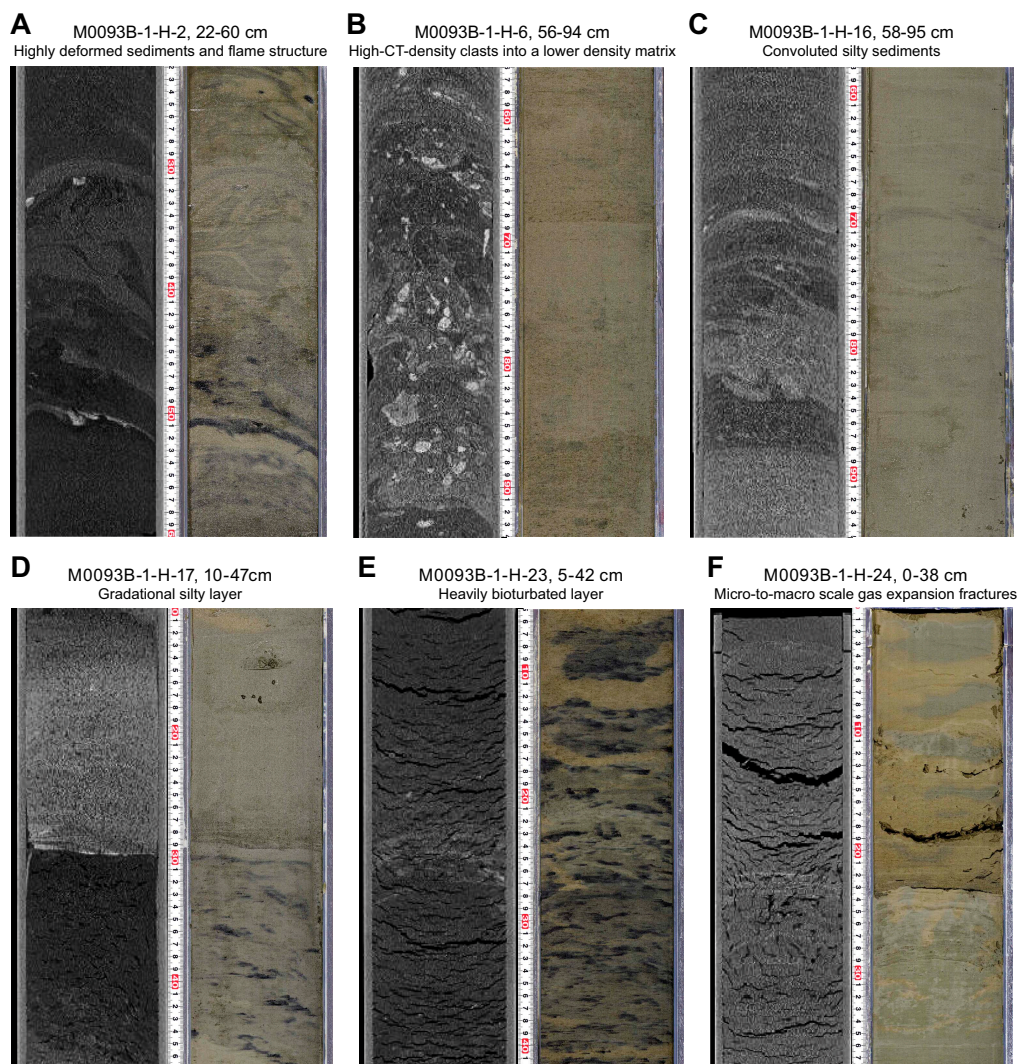 A
M0093B-1-H-2, 22-60 cm
Highly deformed sediments and flame structure
B
M0093B-1-H-6, 56-94 cm
High-CT-density clasts into a lower density matrix
C
M0093B-1-H-16, 58-95 cm
Convoluted silty sediments
D
M0093B-1-H-17, 10-47cm
Gradational silty layer
E
M0093B-1-H-23, 5-42 cm
Heavily bioturbated layer
F
M0093B-1-H-24, 0-38 cm
Micro-to-macro scale gas expansion fractures